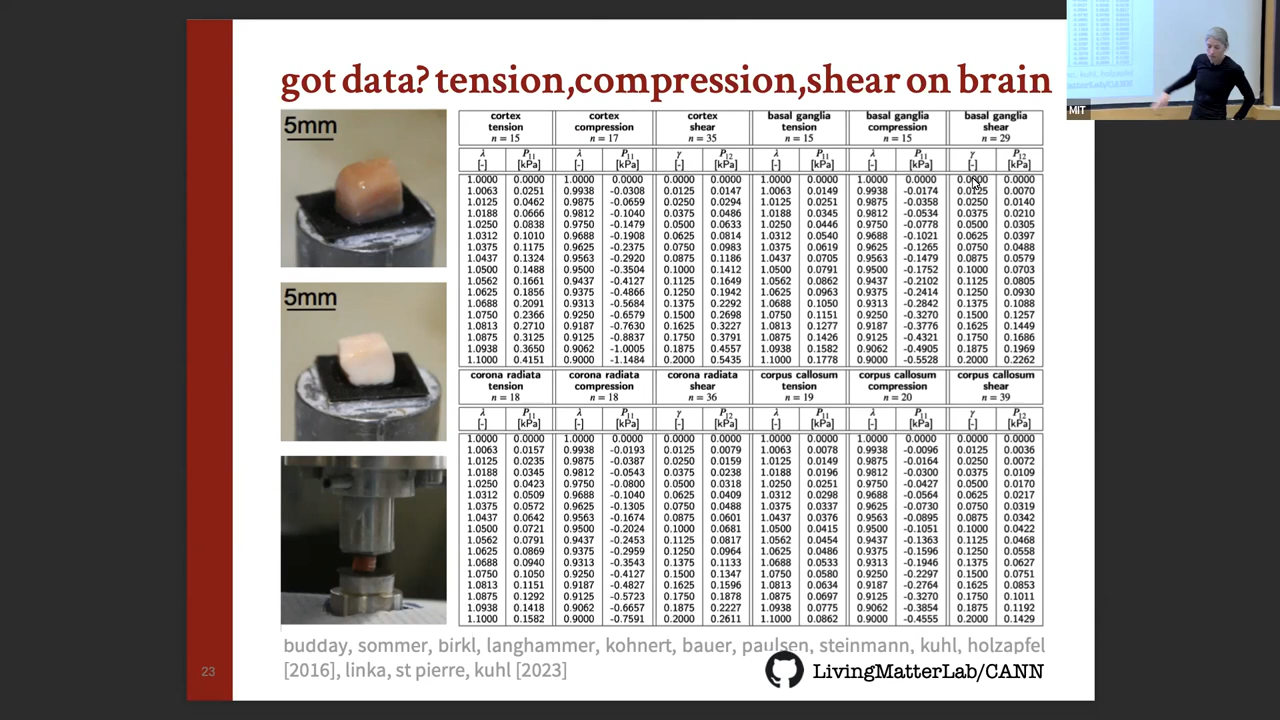 got data? tension,compression,shear on brain
MIT
5mm
5mm
cortex tension n = 15 cortex compression n = 17 cortex shear n = 35 basal ganglia tension n = 15 basal ganglia compression n = 15 basal ganglia shear n = 29
λ [-] P11 [kPa] λ [-] P11 [kPa] γ [-] P12 [kPa] λ [-] P11 [kPa] λ [-] P11 [kPa] γ [-] P12 [kPa]
1.0000 0.0000 1.0000 0.0000 0.0000 0.0000 1.0000 0.0000 1.0000 0.0000 0.0000 0.0000
1.0063 0.0251 0.9938 -0.0308 0.0125 0.0147 1.0063 0.0149 0.9938 -0.0174 0.0125 0.0070
1.0125 0.0462 0.9875 -0.0659 0.0250 0.0294 1.0125 0.0251 0.9875 -0.0358 0.0250 0.0140
1.0188 0.0666 0.9812 -0.1040 0.0375 0.0486 1.0188 0.0345 0.9812 -0.0534 0.0375 0.0210
1.0250 0.0838 0.9750 -0.1479 0.0500 0.0633 1.0250 0.0446 0.9750 -0.0778 0.0500 0.0305
1.0312 0.1010 0.9688 -0.1908 0.0625 0.0814 1.0312 0.0540 0.9688 -0.1021 0.0625 0.0397
1.0375 0.1175 0.9625 -0.2375 0.0750 0.0983 1.0375 0.0619 0.9625 -0.1265 0.0750 0.0488
1.0437 0.1324 0.9563 -0.2920 0.0875 0.1186 1.0437 0.0705 0.9563 -0.1479 0.0875 0.0579
1.0500 0.1488 0.9500 -0.3504 0.1000 0.1412 1.0500 0.0791 0.9500 -0.1752 0.1000 0.0703
1.0562 0.1661 0.9437 -0.4127 0.1125 0.1649 1.0562 0.0862 0.9437 -0.2102 0.1125 0.0805
1.0625 0.1856 0.9375 -0.4866 0.1250 0.1942 1.0625 0.0963 0.9375 -0.2414 0.1250 0.0930
1.0688 0.2091 0.9313 -0.5684 0.1375 0.2292 1.0688 0.1050 0.9313 -0.2842 0.1375 0.1088
1.0750 0.2366 0.9250 -0.6579 0.1500 0.2698 1.0750 0.1151 0.9250 -0.3270 0.1500 0.1257
1.0813 0.2710 0.9187 -0.7630 0.1625 0.3227 1.0813 0.1277 0.9187 -0.3776 0.1625 0.1449
1.0875 0.3125 0.9125 -0.8837 0.1750 0.3791 1.0875 0.1426 0.9125 -0.4321 0.1750 0.1686
1.0938 0.3650 0.9062 -1.0005 0.1875 0.4557 1.0938 0.1582 0.9062 -0.4905 0.1875 0.1969
1.1000 0.4151 0.9000 -1.1484 0.2000 0.5435 1.1000 0.1778 0.9000 -0.5528 0.2000 0.2262
corona radiata tension n = 18 corona radiata compression n = 18 corona radiata shear n = 36 corpus callosum tension n = 19 corpus callosum compression n = 20 corpus callosum shear n = 39
λ [-] P11 [kPa] λ [-] P11 [kPa] γ [-] P12 [kPa] λ [-] P11 [kPa] λ [-] P11 [kPa] γ [-] P12 [kPa]
1.0000 0.0000 1.0000 0.0000 0.0000 0.0000 1.0000 0.0000 1.0000 0.0000 0.0000 0.0000
1.0063 0.0157 0.9938 -0.0193 0.0125 0.0079 1.0063 0.0078 0.9938 -0.0096 0.0125 0.0036
1.0125 0.0235 0.9875 -0.0387 0.0250 0.0159 1.0125 0.0149 0.9875 -0.0164 0.0250 0.0072
1.0188 0.0345 0.9812 -0.0543 0.0375 0.0238 1.0188 0.0196 0.9812 -0.0300 0.0375 0.0109
1.0250 0.0423 0.9750 -0.0800 0.0500 0.0318 1.0250 0.0251 0.9750 -0.0427 0.0500 0.0170
1.0312 0.0509 0.9688 -0.1040 0.0625 0.0409 1.0312 0.0298 0.9688 -0.0564 0.0625 0.0217
1.0375 0.0572 0.9625 -0.1305 0.0750 0.0488 1.0375 0.0337 0.9625 -0.0730 0.0750 0.0319
1.0437 0.0642 0.9563 -0.1674 0.0875 0.0601 1.0437 0.0376 0.9563 -0.0895 0.0875 0.0342
1.0500 0.0721 0.9500 -0.2024 0.1000 0.0681 1.0500 0.0415 0.9500 -0.1051 0.1000 0.0422
1.0562 0.0791 0.9437 -0.2453 0.1125 0.0817 1.0562 0.0454 0.9437 -0.1363 0.1125 0.0468
1.0625 0.0869 0.9375 -0.2959 0.1250 0.0964 1.0625 0.0486 0.9375 -0.1596 0.1250 0.0558
1.0688 0.0940 0.9313 -0.3543 0.1375 0.1133 1.0688 0.0533 0.9313 -0.1946 0.1375 0.0627
1.0750 0.1050 0.9250 -0.4127 0.1500 0.1347 1.0750 0.0580 0.9250 -0.2297 0.1500 0.0751
1.0813 0.1151 0.9187 -0.4827 0.1625 0.1596 1.0813 0.0634 0.9187 -0.2764 0.1625 0.0853
1.0875 0.1292 0.9125 -0.5723 0.1750 0.1878 1.0875 0.0697 0.9125 -0.3270 0.1750 0.1011
1.0938 0.1418 0.9062 -0.6657 0.1875 0.2227 1.0938 0.0775 0.9062 -0.3854 0.1875 0.1192
1.1000 0.1582 0.9000 -0.7591 0.2000 0.2611 1.1000 0.0862 0.9000 -0.4555 0.2000 0.1429
budday, sommer, birkl, langhammer, kohnert, bauer, paulsen, steinmann, kuhl, holzapfel
[2016], linka, st pierre, kuhl [2023]
LivingMatterLab/CANN
23